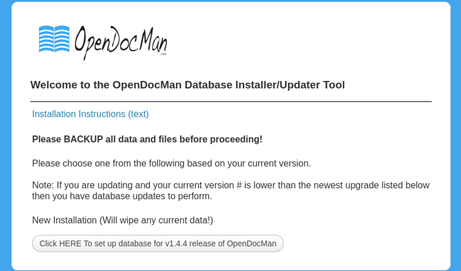 OpenDocMan
Welcome to the OpenDocMan Database Installer/Updater Tool
Installation Instructions (text)
Please BACKUP all data and files before proceeding!
Please choose one from the following based on your current version.
Note: If you are updating and your current version # is lower than the newest upgrade listed below
then you have database updates to perform.
New Installation (Will wipe any current data!)
Click HERE To set up database for v1.4.4 release of OpenDocMan